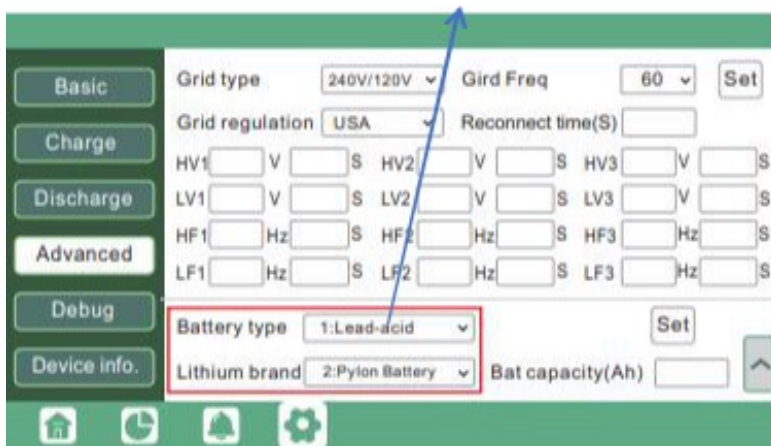 Basic
Charge
Discharge
Advanced
Debug
Device info.
Grid type 240V/120V Gird Freq 60 Set
Grid regulation USA Reconnect time(S)
HV1 V S HV2 V S HV3 V S
LV1 V S LV2 V S LV3 V S
HF1 Hz S HF2 Hz S HF3 Hz S
LF1 Hz S LF2 Hz S LF3 Hz S
Battery type 1:Lead-acid Set
Lithium brand 2:Pylon Battery Bat capacity(Ah)